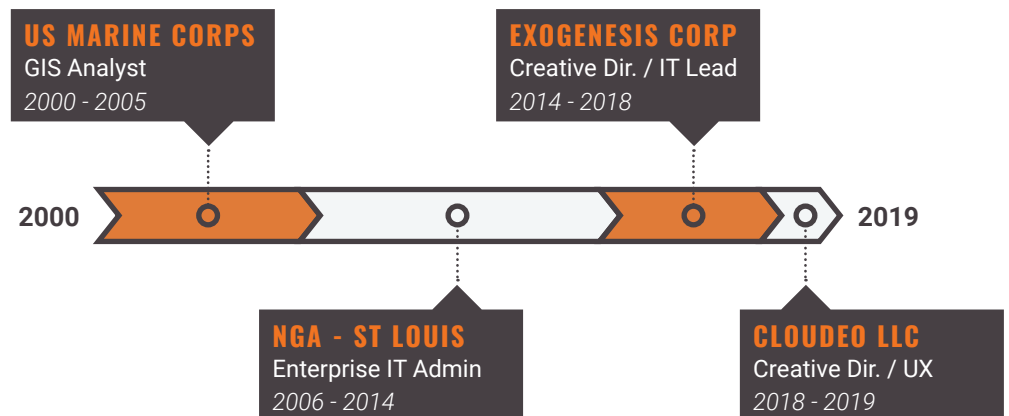 US MARINE CORPS
GIS Analyst
2000 - 2005
EXOGENESIS CORP
Creative Dir. / IT Lead
2014 - 2018
2000
2019
NGA - ST LOUIS
Enterprise IT Admin
2006 - 2014
CLOUDEO LLC
Creative Dir. / UX
2018 - 2019